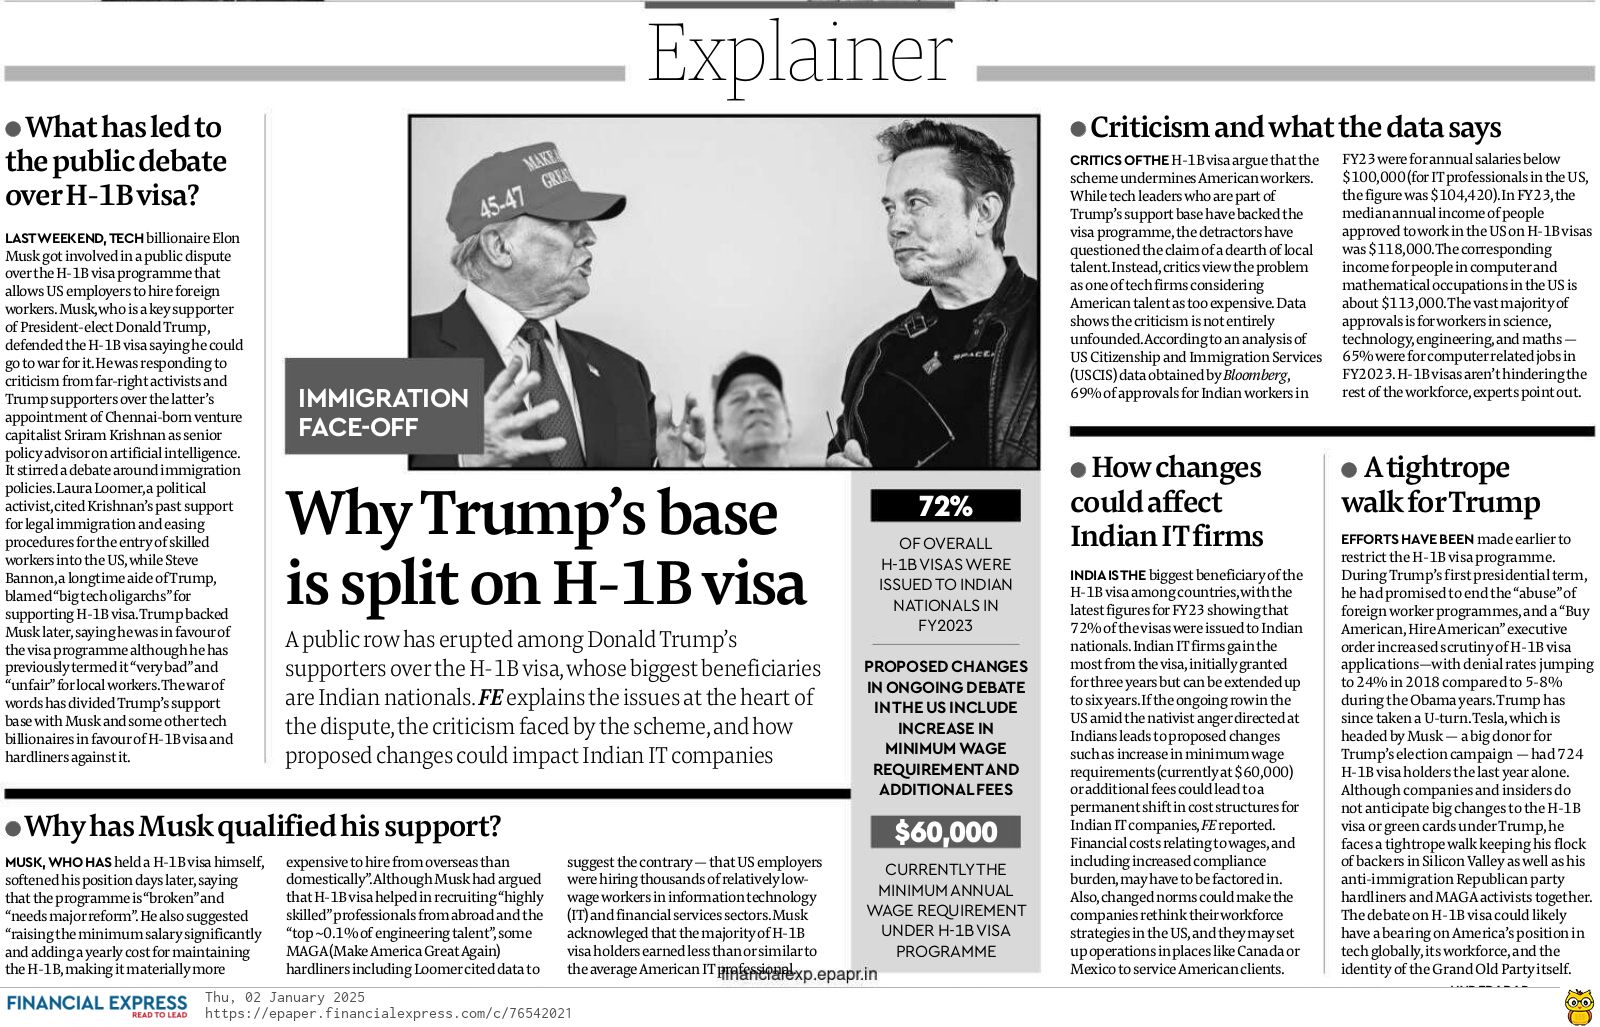 Explainer
What has led to
the public debate
over H-1B visa?
LAST WEEKEND, TECH billionaire Elon
Musk got involved in a public dispute
over the H-1B visa programme that
allows US employers to hire foreign
workers. Musk, who is a key supporter
of President-elect Donald Trump,
defended the H-1B visa saying he could
go to war for it. He was responding to
criticism from far-right activists and
Trump supporters over the latter's
appointment of Chennai-born venture
capitalist Sriram Krishnan as senior
policy advisor on artificial intelligence.
It stirred a debate around immigration
policies. Laura Loomer, a political
activist, cited Krishnan's past support
for legal immigration and easing
procedures for the entry of skilled
workers into the US, while Steve
Bannon, a longtime aide of Trump,
blamed "big tech oligarchs" for
supporting H-1B visa. Trump backed
Musk later, saying he was in favour of
the visa programme although he has
previously termed it "very bad" and
"unfair" for local workers. The war of
words has divided Trump's support
base with Musk and some other tech
billionaires in favour of H-1B visa and
hardliners against it.
MAKE A
GREAT
45-47
SPACE
IMMIGRATION
FACE-OFF
Why Trump's base
is split on H-1B visa
A public row has erupted among Donald Trump's
supporters over the H-1B visa, whose biggest beneficiaries
are Indian nationals. FE explains the issues at the heart of
the dispute, the criticism faced by the scheme, and how
proposed changes could impact Indian IT companies
72%
OF OVERALL
H-1B VISAS WERE
ISSUED TO INDIAN
NATIONALS IN
FY2023
PROPOSED CHANGES
IN ONGOING DEBATE
IN THE US INCLUDE
INCREASE IN
MINIMUM WAGE
REQUIREMENT AND
ADDITIONAL FEES
$60,000
CURRENTLY THE
MINIMUM ANNUAL
WAGE REQUIREMENT
UNDER H-1B VISA
PROGRAMME
Why has Musk qualified his support?
MUSK, WHO HAS held a H-1B visa himself,
softened his position days later, saying
that the programme is "broken" and
"needs major reform". He also suggested
"raising the minimum salary significantly
and adding a yearly cost for maintaining
the H-1B, making it materially more
expensive to hire from overseas than
domestically". Although Musk had argued
that H-1B visa helped in recruiting "highly
skilled" professionals from abroad and the
"top ~0.1% of engineering talent", some
MAGA (Make America Great Again)
hardliners including Loomer cited data to
suggest the contrary — that US employers
were hiring thousands of relatively low-
wage workers in information technology
(IT) and financial services sectors. Musk
acknowleged that the majority of H-1B
visa holders earned less than or similar to
the average American IT professional.
Criticism and what the data says
CRITICS OF THE H-1B visa argue that the
scheme undermines American workers.
While tech leaders who are part of
Trump's support base have backed the
visa programme, the detractors have
questioned the claim of a dearth of local
talent. Instead, critics view the problem
as one of tech firms considering
American talent as too expensive. Data
shows the criticism is not entirely
unfounded. According to an analysis of
US Citizenship and Immigration Services
(USCIS) data obtained by Bloomberg,
69% of approvals for Indian workers in
FY23 were for annual salaries below
$100,000 (for IT professionals in the US,
the figure was $104,420). In FY23, the
median annual income of people
approved to work in the US on H-1B visas
was $118,000. The corresponding
income for people in computer and
mathematical occupations in the US is
about $113,000. The vast majority of
approvals is for workers in science,
technology, engineering, and maths —
65% were for computer related jobs in
FY2023. H-1B visas aren't hindering the
rest of the workforce, experts point out.
How changes
could affect
Indian IT firms
INDIA IS THE biggest beneficiary of the
H-1B visa among countries, with the
latest figures for FY23 showing that
72% of the visas were issued to Indian
nationals. Indian IT firms gain the
most from the visa, initially granted
for three years but can be extended up
to six years. If the ongoing row in the
US amid the nativist anger directed at
Indians leads to proposed changes
such as increase in minimum wage
requirements (currently at $60,000)
or additional fees could lead to a
permanent shift in cost structures for
Indian IT companies, FE reported.
Financial costs relating to wages, and
including increased compliance
burden, may have to be factored in.
Also, changed norms could make the
companies rethink their workforce
strategies in the US, and they may set
up operations in places like Canada or
Mexico to service American clients.
A tightrope
walk for Trump
EFFORTS HAVE BEEN made earlier to
restrict the H-1B visa programme.
During Trump's first presidential term,
he had promised to end the "abuse" of
foreign worker programmes, and a "Buy
American, Hire American" executive
order increased scrutiny of H-1B visa
applications—with denial rates jumping
to 24% in 2018 compared to 5-8%
during the Obama years. Trump has
since taken a U-turn. Tesla, which is
headed by Musk — a big donor for
Trump's election campaign — had 724
H-1B visa holders the last year alone.
Although companies and insiders do
not anticipate big changes to the H-1B
visa or green cards under Trump, he
faces a tightrope walk keeping his flock
of backers in Silicon Valley as well as his
anti-immigration Republican party
hardliners and MAGA activists together.
The debate on H-1B visa could likely
have a bearing on America's position in
tech globally, its workforce, and the
identity of the Grand Old Party itself.
financialexp.epapr.in
FINANCIAL EXPRESS
READ TO LEAD
Thu, 02 January 2025
https://epaper.financialexpress.com/c/76542021